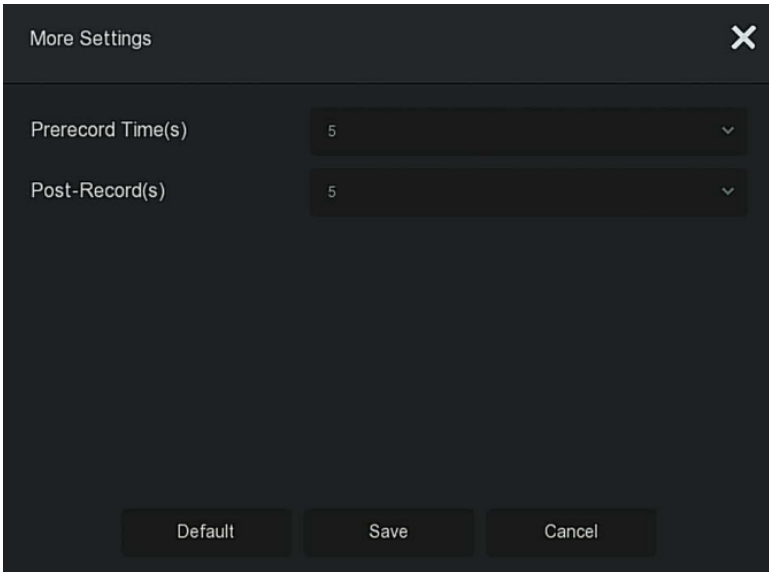 More Settings
Prerecord Time(s) 5
Post-Record(s) 5
Default Save Cancel